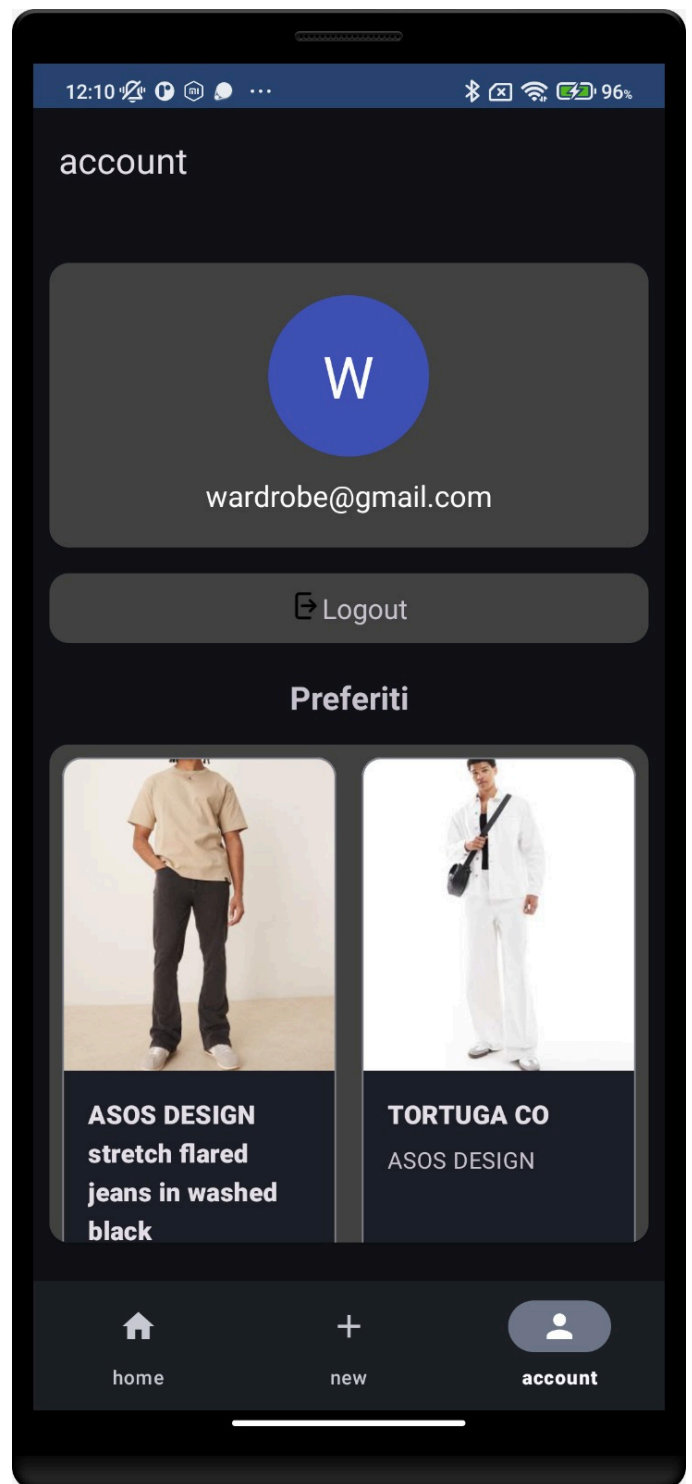 12:10 96%
account
W
wardrobe@gmail.com
Logout
Preferiti
ASOS DESIGN
stretch flared
jeans in washed
black
TORTUGA CO
ASOS DESIGN
home
new
account